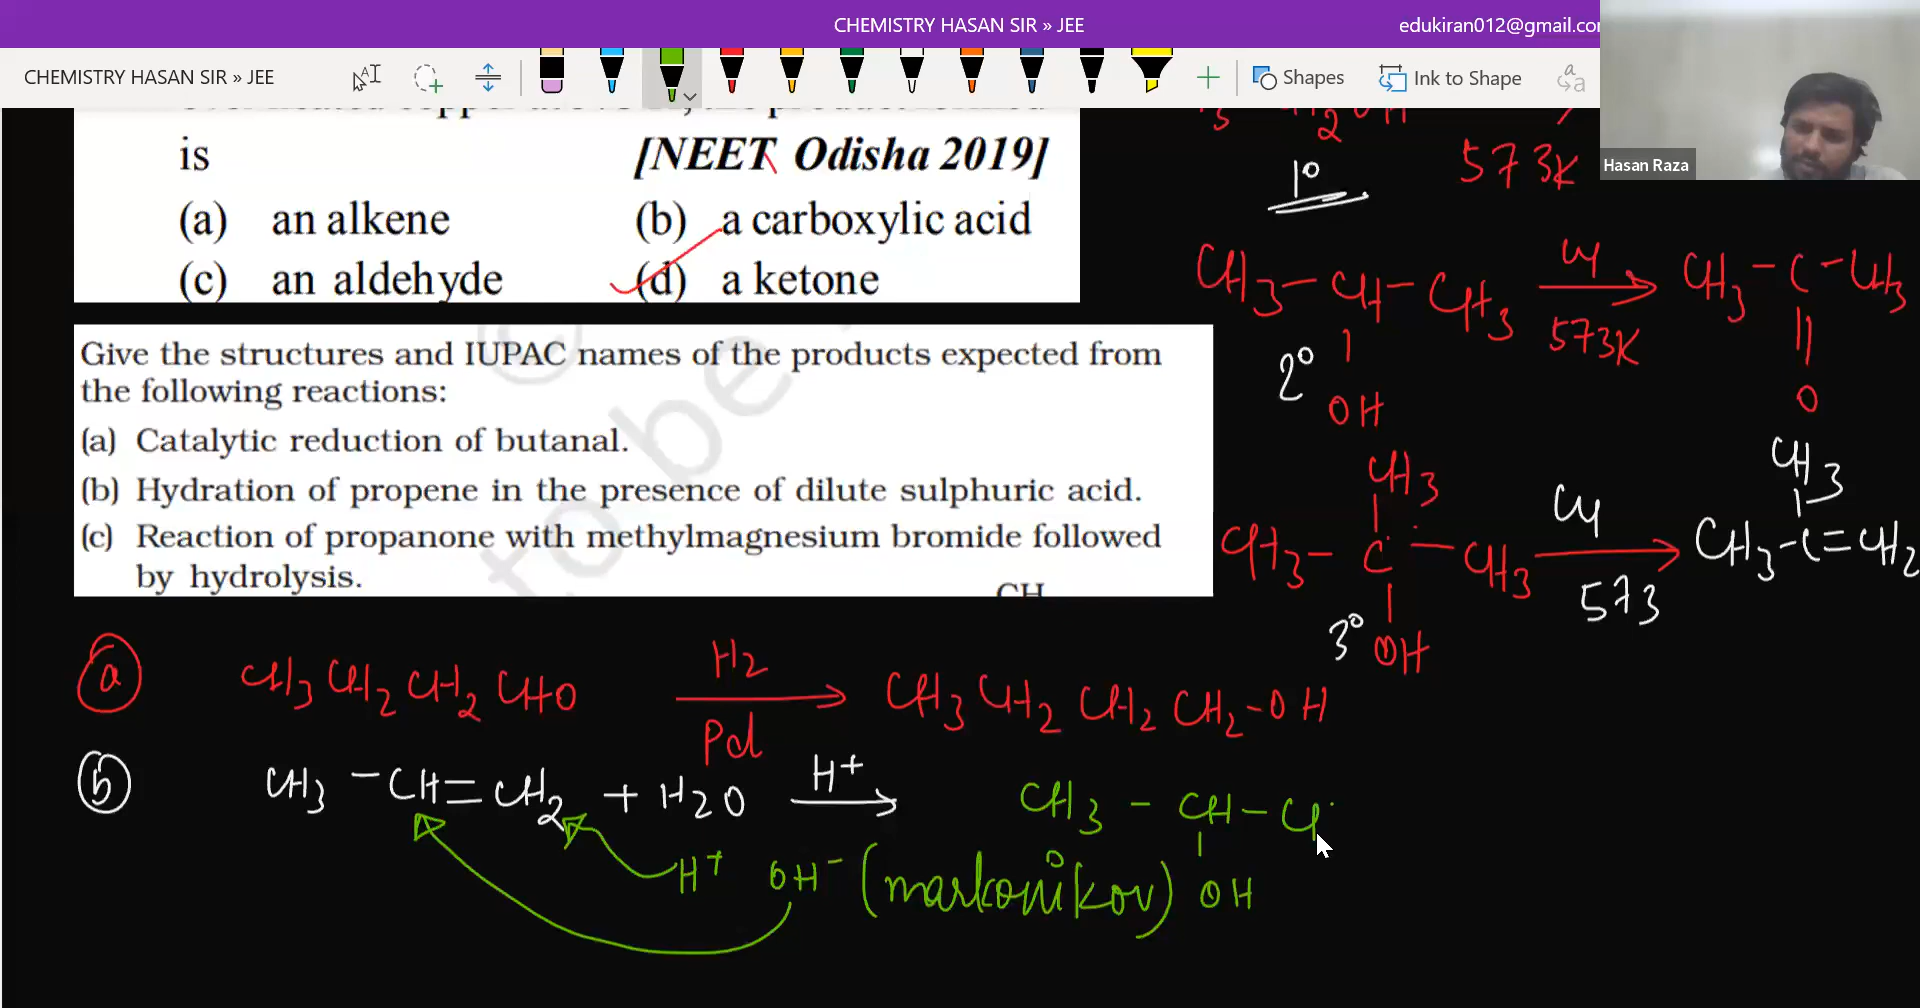 CHEMISTRY HASAN SIR » JEE
edukiran012@gmail.co
CHEMISTRY HASAN SIR » JEE
Shapes
Ink to Shape
Hasan Raza
is [NEET Odisha 2019]
(a) an alkene (b) a carboxylic acid
(c) an aldehyde (d) a ketone
Give the structures and IUPAC names of the products expected from
the following reactions:
(a) Catalytic reduction of butanal.
(b) Hydration of propene in the presence of dilute sulphuric acid.
(c) Reaction of propanone with methylmagnesium bromide followed
by hydrolysis.
CH
573K
1°
CH3-CH-CH3 Cu 573K CH3-C-CH3
2° OH O
CH3 CH3
CH3-C-CH3 Cu 573 CH3-C=CH2
3° OH
a CH3CH2CH2CHO H2 Pd CH3CH2CH2CH2-OH
b CH3-CH=CH2 + H2O H+ CH3-CH-C
H+ OH- (markonikov) OH